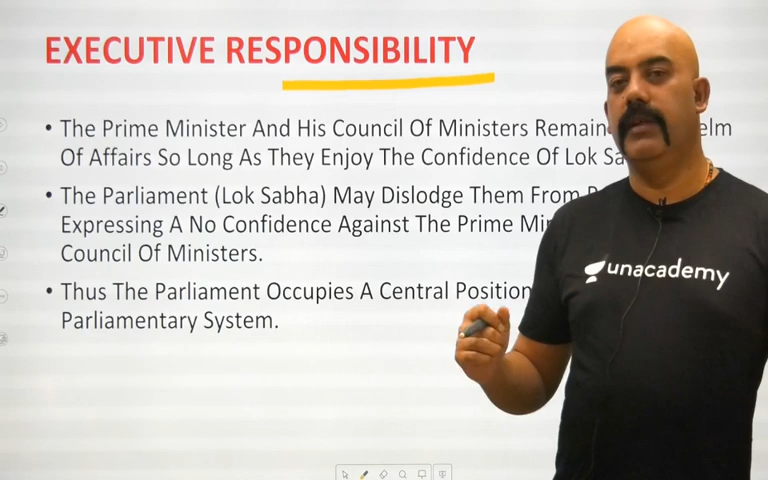 EXECUTIVE RESPONSIBILITY
• The Prime Minister And His Council Of Ministers Remain
Of Affairs So Long As They Enjoy The Confidence Of Lok
• The Parliament (Lok Sabha) May Dislodge Them From
Expressing A No Confidence Against The Prime
Council Of Ministers.
• Thus The Parliament Occupies A Central Position
Parliamentary System.
unacademy